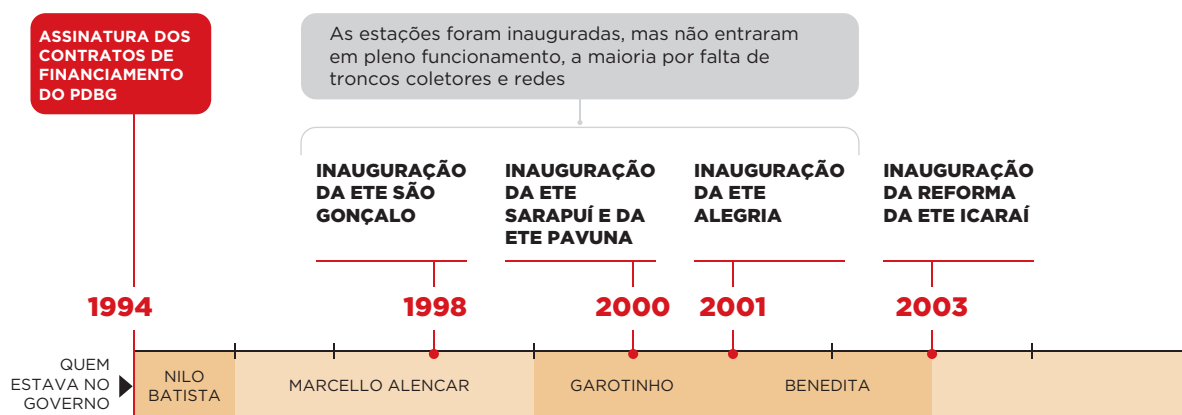 ASSINATURA DOS
CONTRATOS DE
FINANCIAMENTO
DO PDBG
As estações foram inauguradas, mas não entraram
em pleno funcionamento, a maioria por falta de
troncos coletores e redes
INAUGURAÇÃO
DA ETE SÃO
GONÇALO
INAUGURAÇÃO
DA ETE
SARAPUÍ E DA
ETE PAVUNA
INAUGURAÇÃO
DA ETE
ALEGRIA
INAUGURAÇÃO
DA REFORMA
DA ETE ICARAÍ
1994
1998
2000
2001
2003
QUEM
ESTAVA NO
GOVERNO
NILO
BATISTA
MARCELLO ALENCAR
GAROTINHO
BENEDITA